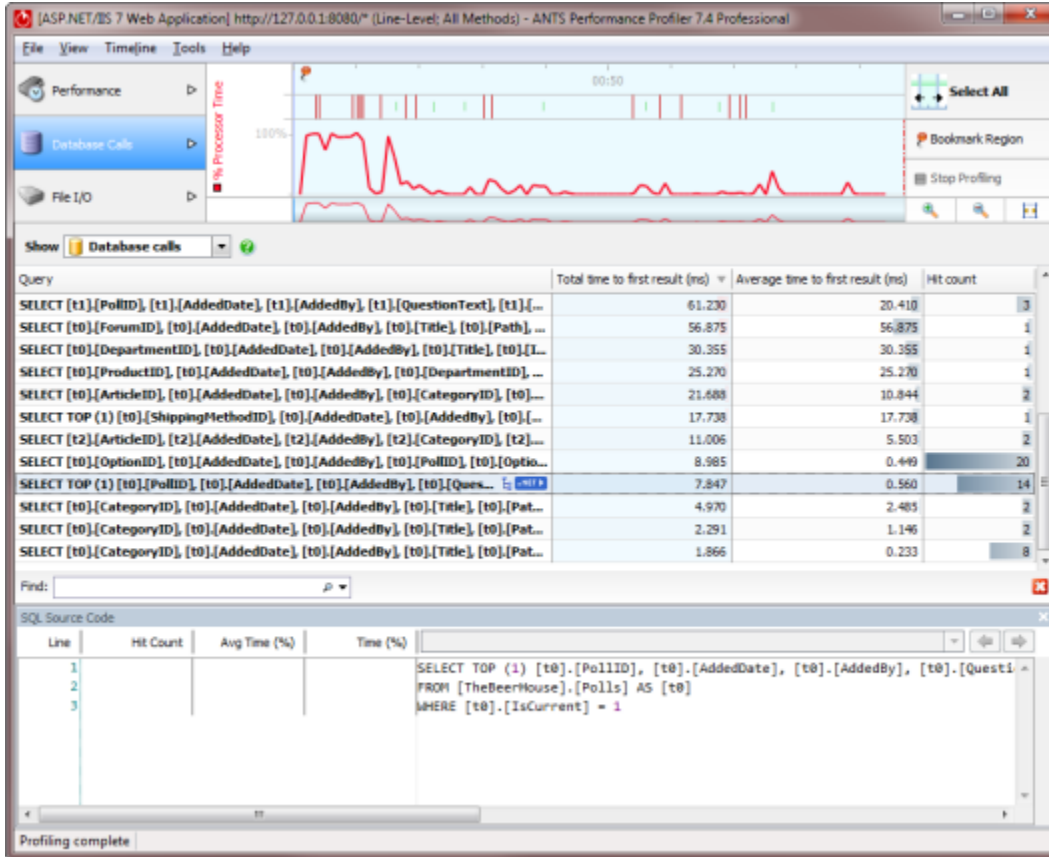 [ASP.NET/IIS 7 Web Application] http://127.0.0.1:8080/* (Line-Level; All Methods) - ANTS Performance Profiler 7.4 Professional
File View Timeline Tools Help
Performance
Database Calls
File I/O
% Processor Time
100%
00:50
Select All
Bookmark Region
Stop Profiling
Show Database calls
Query Total time to first result (ms) Average time to first result (ms) Hit count
SELECT [t1].[PollID], [t1].[AddedDate], [t1].[AddedBy], [t1].[QuestionText], [t1].[... 61.230 20.410 3
SELECT [t0].[ForumID], [t0].[AddedDate], [t0].[AddedBy], [t0].[Title], [t0].[Path], ... 56.875 56.875 1
SELECT [t0].[DepartmentID], [t0].[AddedDate], [t0].[AddedBy], [t0].[Title], [t0].[I... 30.355 30.355 1
SELECT [t0].[ProductID], [t0].[AddedDate], [t0].[AddedBy], [t0].[DepartmentID], ... 25.270 25.270 1
SELECT [t0].[ArticleID], [t0].[AddedDate], [t0].[AddedBy], [t0].[CategoryID], [t0].... 21.688 10.844 2
SELECT TOP (1) [t0].[ShippingMethodID], [t0].[AddedDate], [t0].[AddedBy], [t0].[... 17.738 17.738 1
SELECT [t2].[ArticleID], [t2].[AddedDate], [t2].[AddedBy], [t2].[CategoryID], [t2].... 11.006 5.503 2
SELECT [t0].[OptionID], [t0].[AddedDate], [t0].[AddedBy], [t0].[PollID], [t0].[Optio... 8.985 0.449 20
SELECT TOP (1) [t0].[PollID], [t0].[AddedDate], [t0].[AddedBy], [t0].[Ques... .NET 7.847 0.560 14
SELECT [t0].[CategoryID], [t0].[AddedDate], [t0].[AddedBy], [t0].[Title], [t0].[Pat... 4.970 2.485 2
SELECT [t0].[CategoryID], [t0].[AddedDate], [t0].[AddedBy], [t0].[Title], [t0].[Pat... 2.291 1.146 2
SELECT [t0].[CategoryID], [t0].[AddedDate], [t0].[AddedBy], [t0].[Title], [t0].[Pat... 1.866 0.233 8
Find:
SQL Source Code
Line Hit Count Avg Time (%) Time (%)
1 SELECT TOP (1) [t0].[PollID], [t0].[AddedDate], [t0].[AddedBy], [t0].[Questi
2 FROM [TheBeerHouse].[Polls] AS [t0]
3 WHERE [t0].[IsCurrent] = 1
Profiling complete